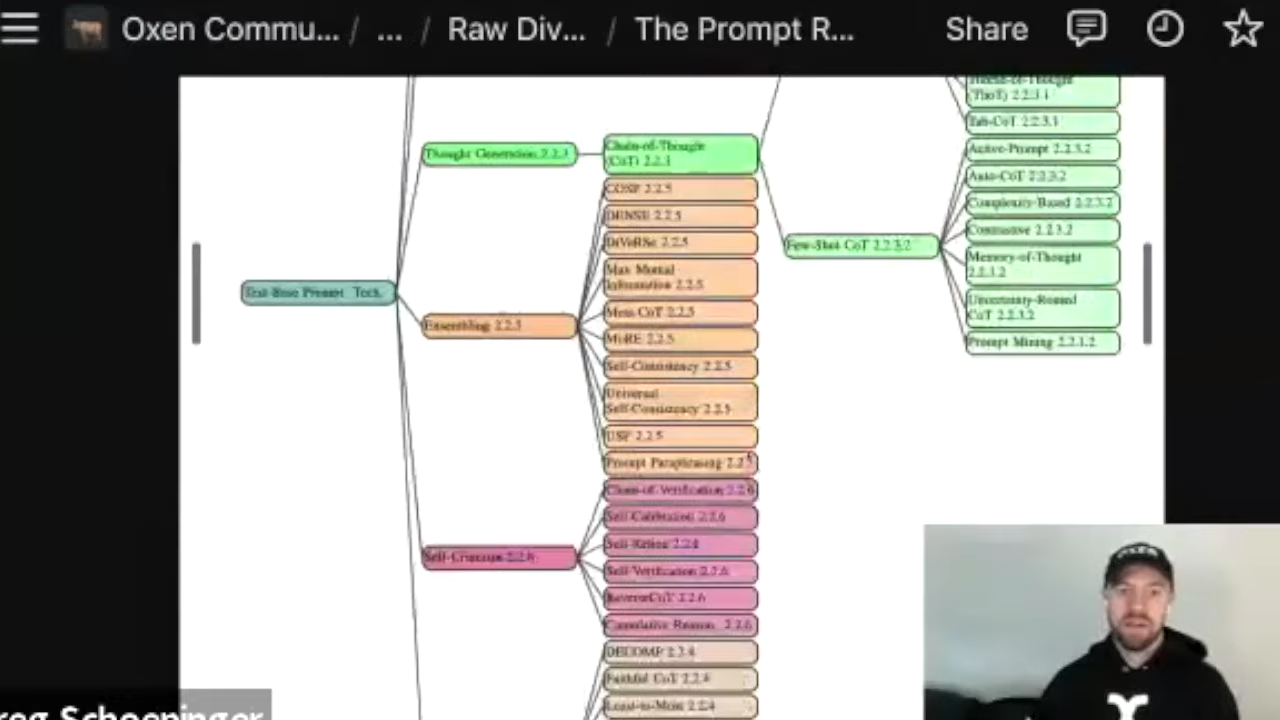 Oxen Commu... / ... / Raw Div... / The Prompt R... Share
(ThoT) 2.2.3.1
Tab-CoT 2.2.3.1
Thought Generation 2.2.3
Chain-of-Thought
(CoT) 2.2.3
Active-Prompt 2.2.3.2
Auto-CoT 2.2.3.2
Complexity-Based 2.2.3.2
Contrastive 2.2.3.2
Memory-of-Thought
2.2.3.2
Uncertainty-Routed
CoT 2.2.3.2
Prompt Mining 2.2.1.2
Few-Shot CoT 2.2.3.2
Text-Base Prompt. Tech.
Ensembling 2.2.5
COSP 2.2.5
DENSE 2.2.5
DiVeRSe 2.2.5
Max Mutual
Information 2.2.5
Meta CoT 2.2.5
MoRE 2.2.5
Self-Consistency 2.2.5
Universal
Self-Consistency 2.2.5
USP 2.2.5
Prompt Paraphrasing 2.2.5
Self-Criticism 2.2.6
Chain-of-Verification 2.2.6
Self-Calibration 2.2.6
Self-Refine 2.2.6
Self-Verification 2.2.6
ReverseCoT 2.2.6
Cumulative Reason. 2.2.6
DECOMP 2.2.4
Faithful CoT 2.2.4
Least-to-Most 2.2.4
reg Schoeninger